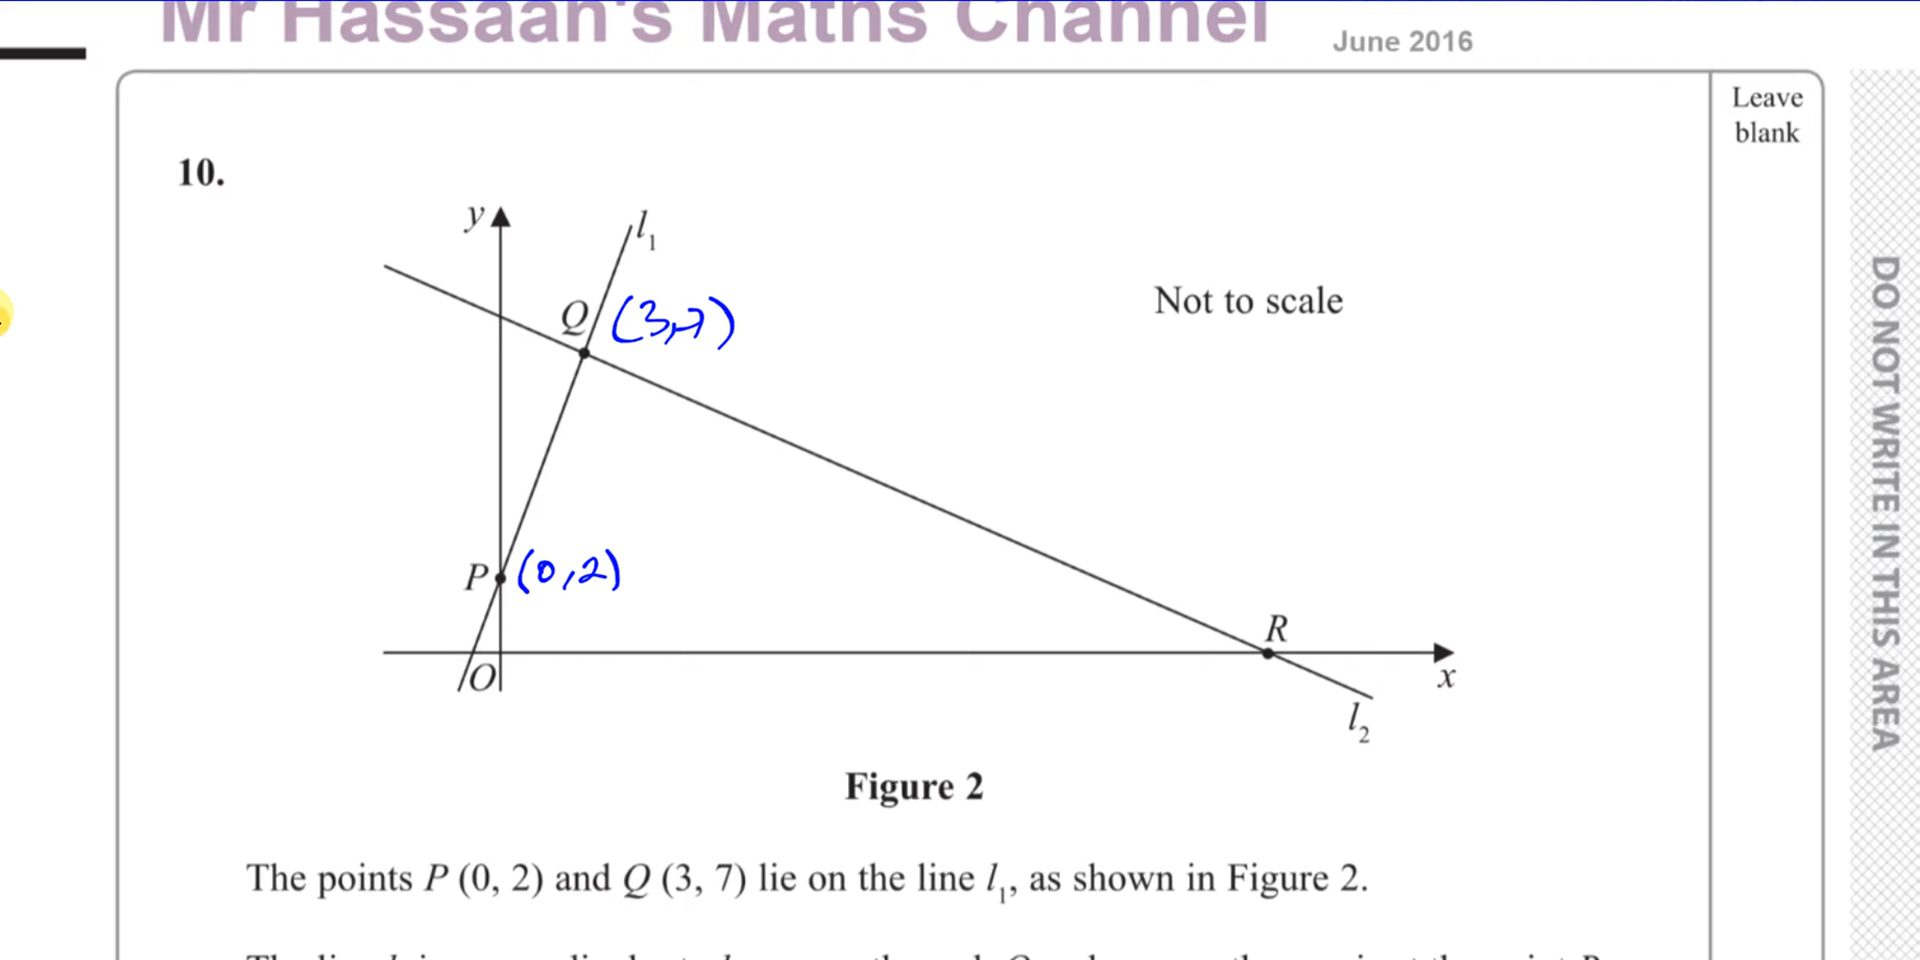 Mr Hassaan's Maths Channel
June 2016
Leave
blank
10.
y
l1
Q (3,7)
Not to scale
P (0,2)
R
O
x
l2
Figure 2
The points P (0, 2) and Q (3, 7) lie on the line l1, as shown in Figure 2.
DO NOT WRITE IN THIS AREA